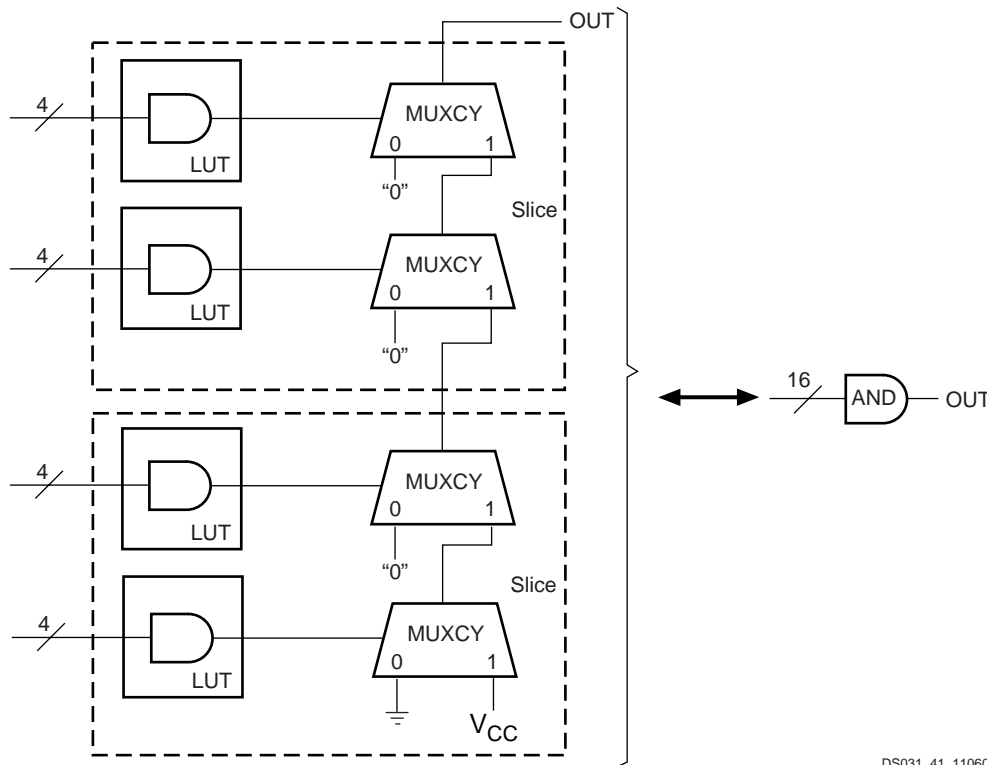 OUT
4
MUXCY
0 1
LUT
“0”
Slice
4
MUXCY
0 1
LUT
“0”
16
AND
OUT
4
MUXCY
0 1
LUT
“0”
Slice
4
MUXCY
0 1
LUT
VCC